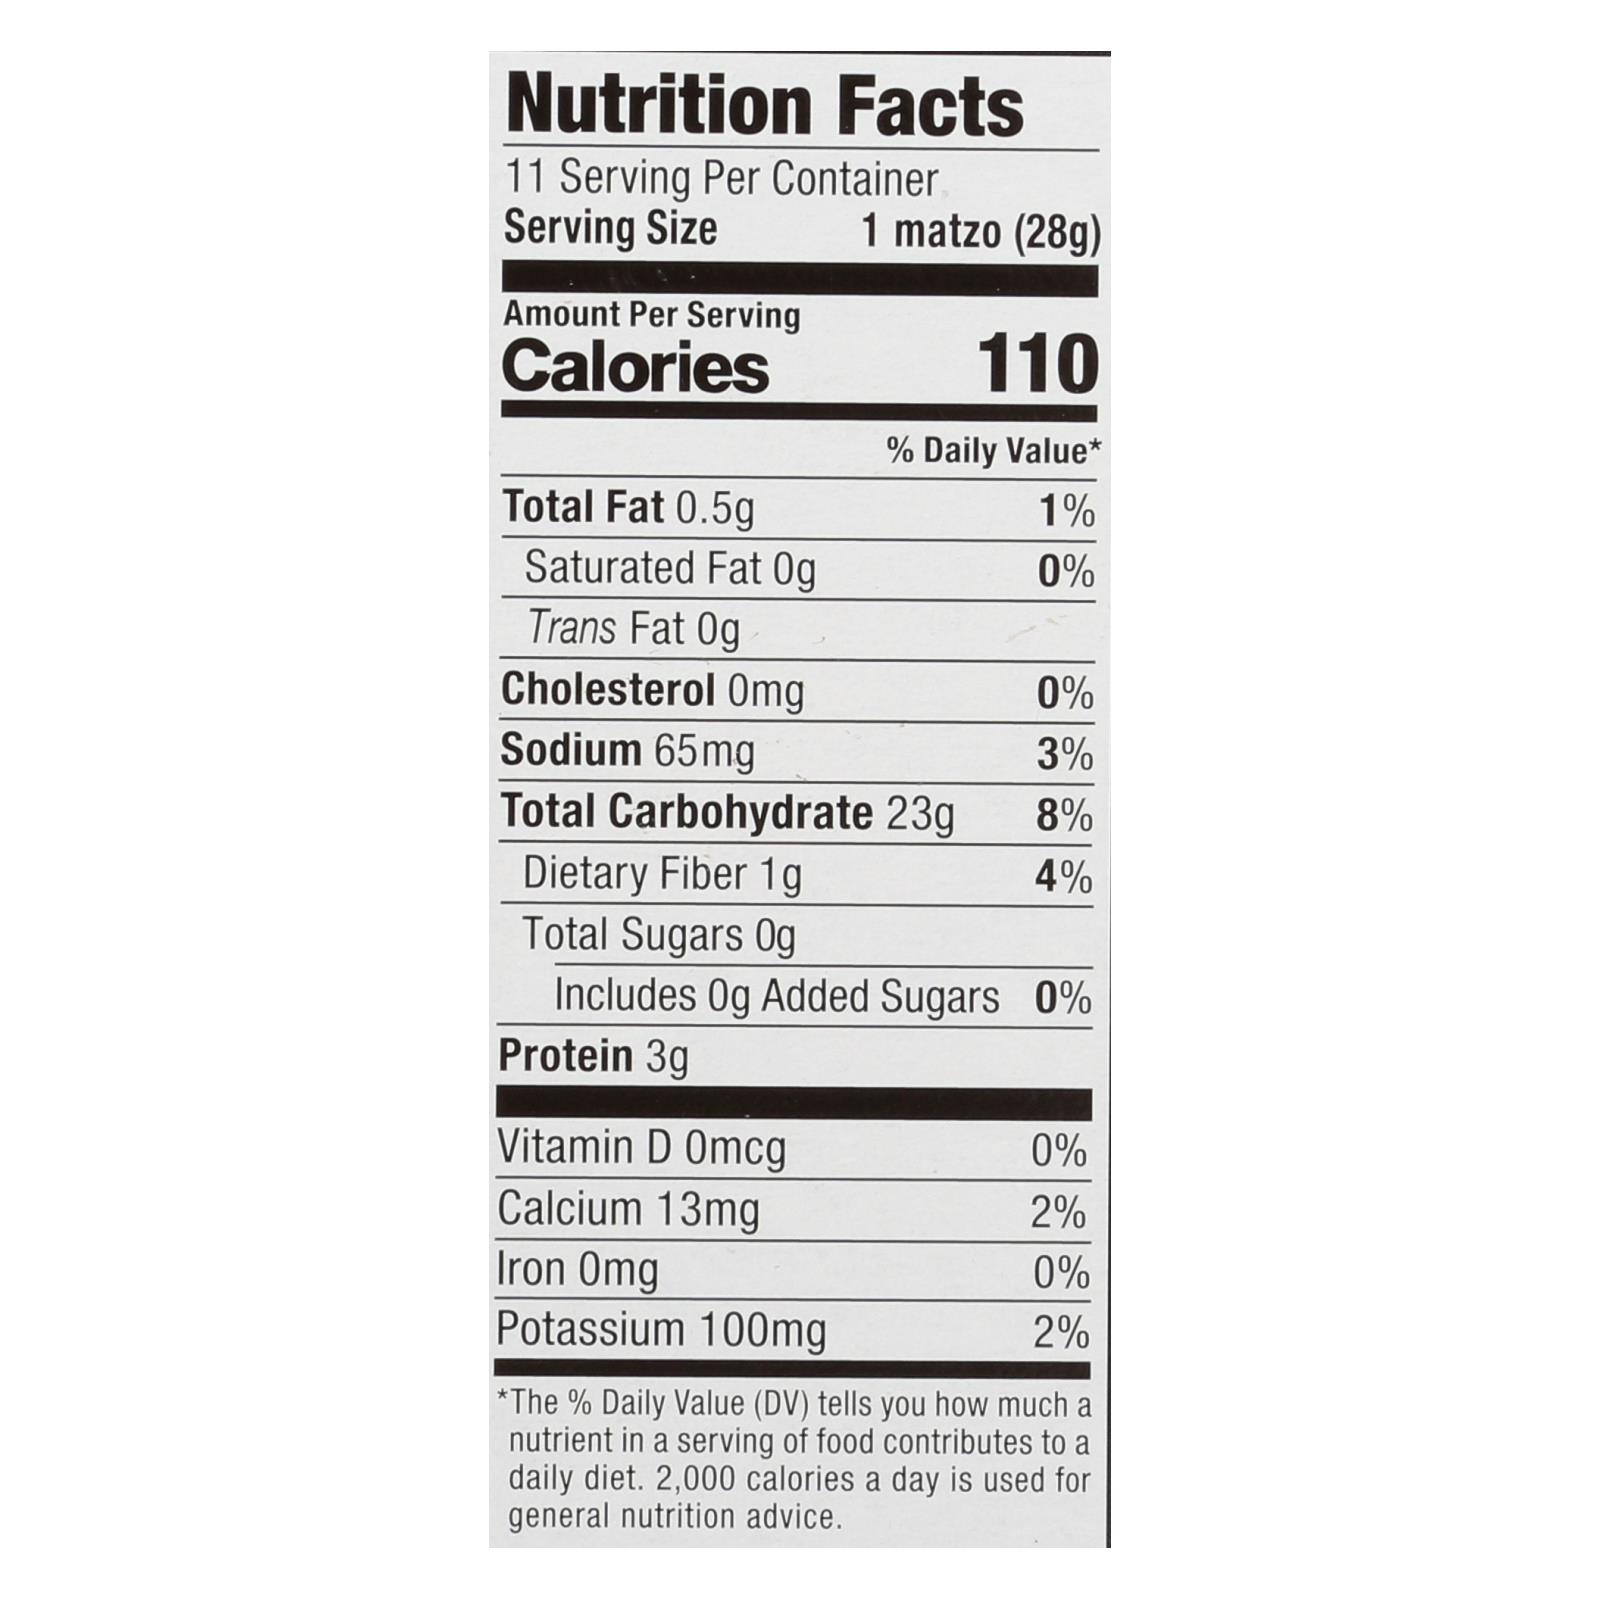 Nutrition Facts
11 Serving Per Container
Serving Size 1 matzo (28g)
Amount Per Serving
Calories 110
% Daily Value*
Total Fat 0.5g 1%
Saturated Fat 0g 0%
Trans Fat 0g
Cholesterol 0mg 0%
Sodium 65mg 3%
Total Carbohydrate 23g 8%
Dietary Fiber 1g 4%
Total Sugars 0g
Includes 0g Added Sugars 0%
Protein 3g
Vitamin D 0mcg 0%
Calcium 13mg 2%
Iron 0mg 0%
Potassium 100mg 2%
*The % Daily Value (DV) tells you how much a
nutrient in a serving of food contributes to a
daily diet. 2,000 calories a day is used for
general nutrition advice.